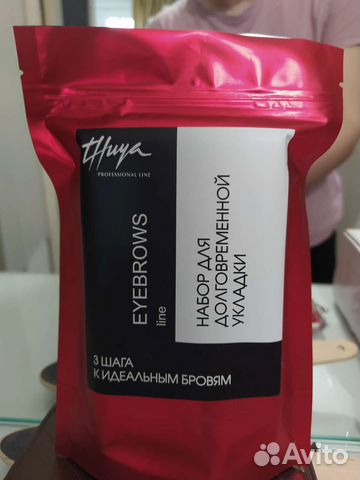 thuya
PROFESSIONAL LINE
EYEBROWS
line
НАБОР ДЛЯ
ДОЛГОВРЕМЕННОЙ
УКЛАДКИ
3 ШАГА
К ИДЕАЛЬНЫМ БРОВЯМ
Avito